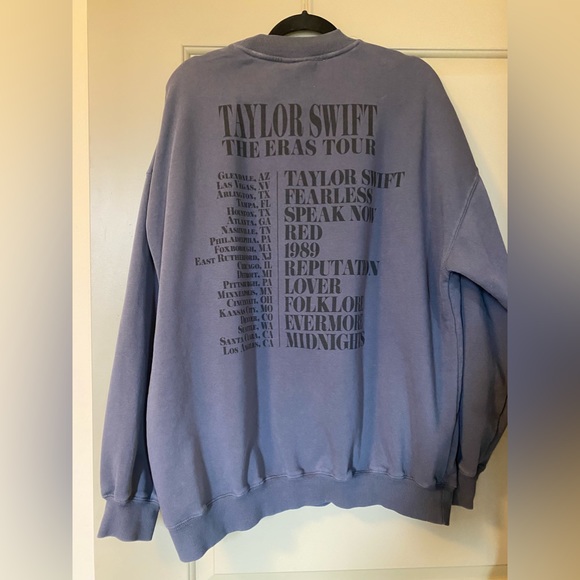 TAYLOR SWIFT
THE ERAS TOUR
GLENDALE, AZ
LAS VEGAS, NV
ARLINGTON, TX
TAMPA, FL
HOUSTON, TX
ATLANTA, GA
NASHVILLE, TN
PHILADELPHIA, PA
FOXBOROUGH, MA
EAST RUTHERFORD, NJ
CHICAGO, IL
DETROIT, MI
PITTSBURGH, PA
MINNEAPOLIS, MN
CINCINNATI, OH
KANSAS CITY, MO
DENVER, CO
SEATTLE, WA
SANTA CLARA, CA
LOS ANGELES, CA
TAYLOR SWIFT
FEARLESS
SPEAK NOW
RED
1989
REPUTATION
LOVER
FOLKLORE
EVERMORE
MIDNIGHTS